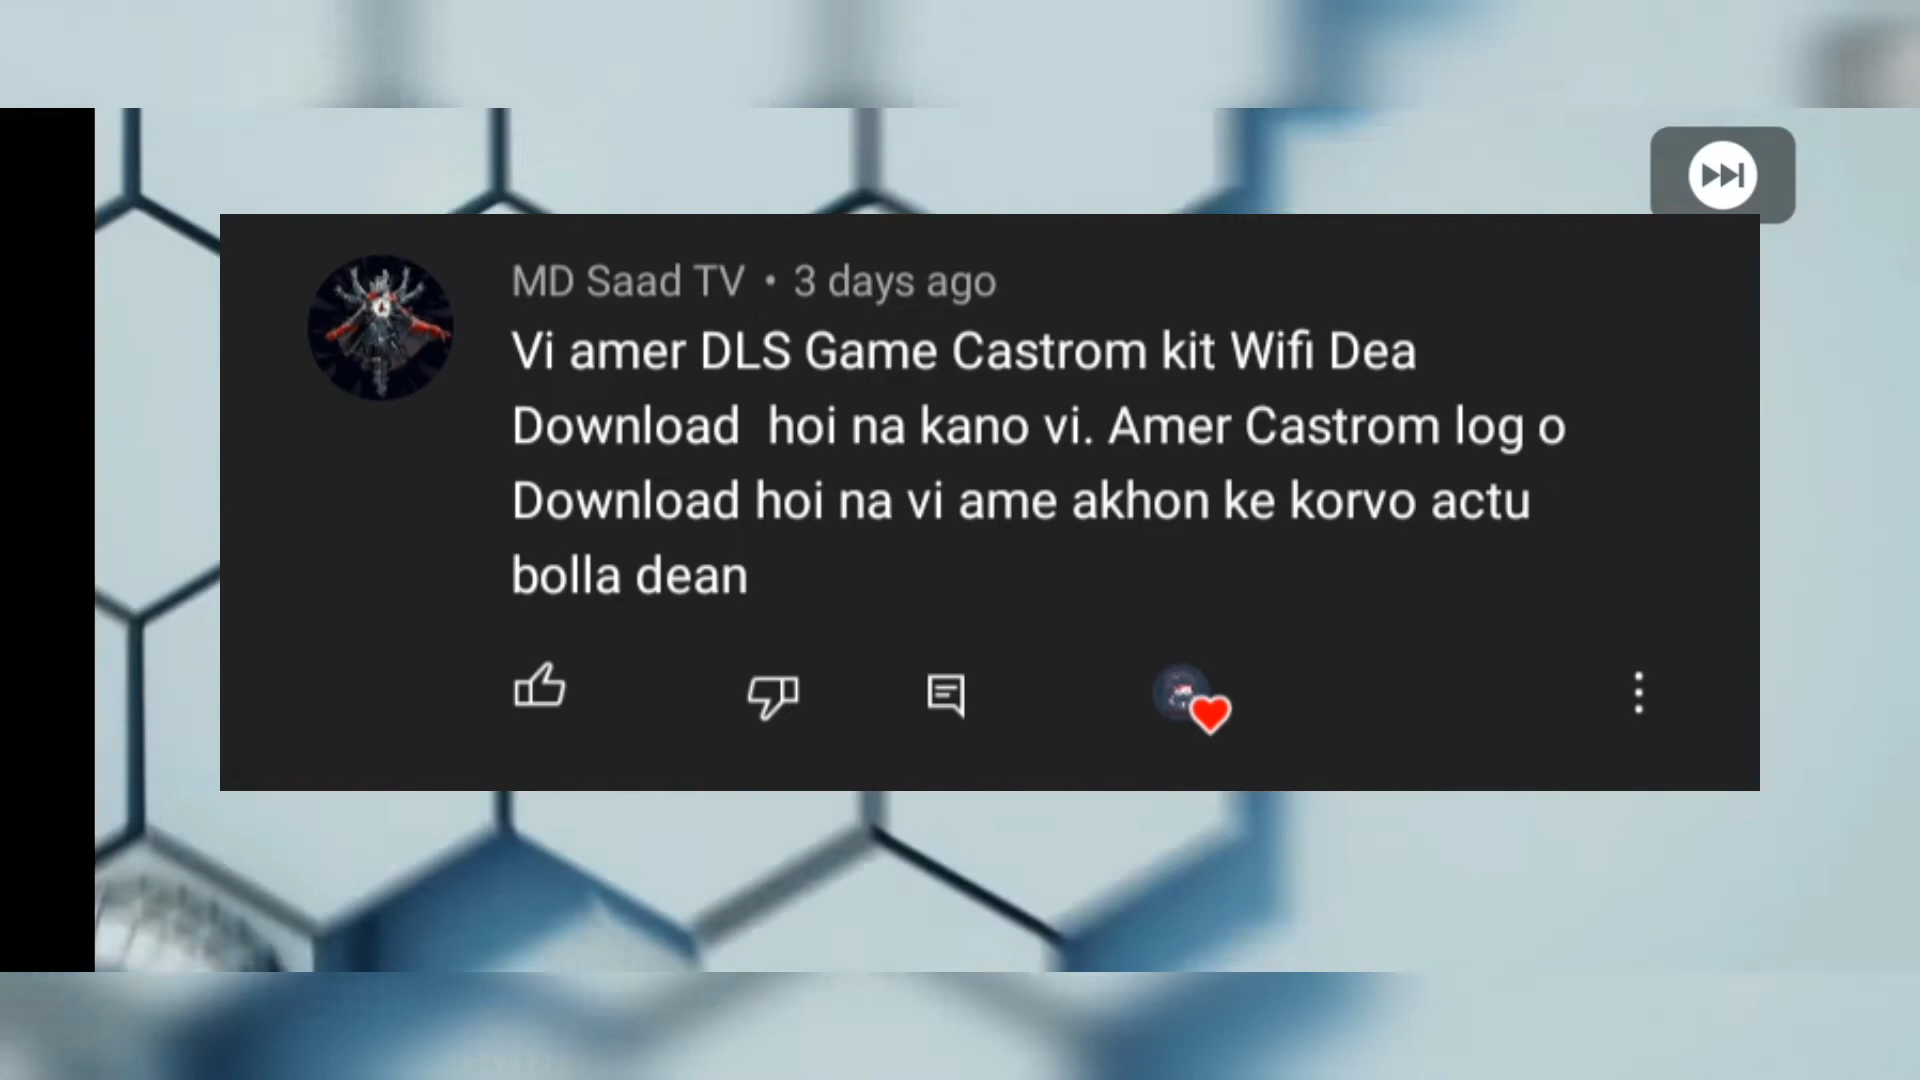 MD Saad TV • 3 days ago
Vi amer DLS Game Castrom kit Wifi Dea
Download hoi na kano vi. Amer Castrom log o
Download hoi na vi ame akhon ke korvo actu
bolla dean